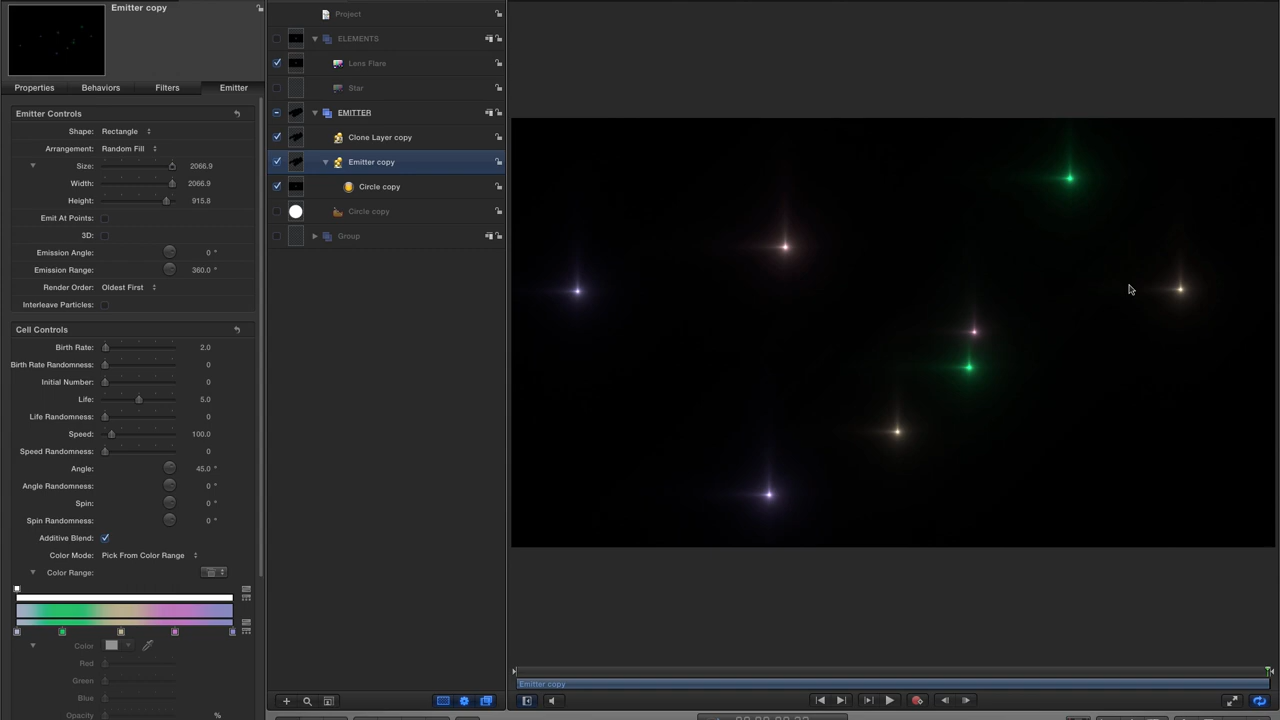 Emitter copy
Properties
Behaviors
Filters
Emitter
Emitter Controls
Shape: Rectangle
Arrangement: Random Fill
Size: 2066.9
Width: 2066.9
Height: 915.8
Emit At Points:
3D:
Emission Angle: 0 °
Emission Range: 360.0 °
Render Order: Oldest First
Interleave Particles:
Cell Controls
Birth Rate: 2.0
Birth Rate Randomness: 0
Initial Number: 0
Life: 5.0
Life Randomness: 0
Speed: 100.0
Speed Randomness: 0
Angle: 45.0 °
Angle Randomness: 0 °
Spin: 0 °
Spin Randomness: 0 °
Additive Blend:
Color Mode: Pick From Color Range
Color Range:
Color
Red
Green
Blue
Opacity %
Project
ELEMENTS
Lens Flare
Star
EMITTER
Clone Layer copy
Emitter copy
Circle copy
Circle copy
Group
Emitter copy